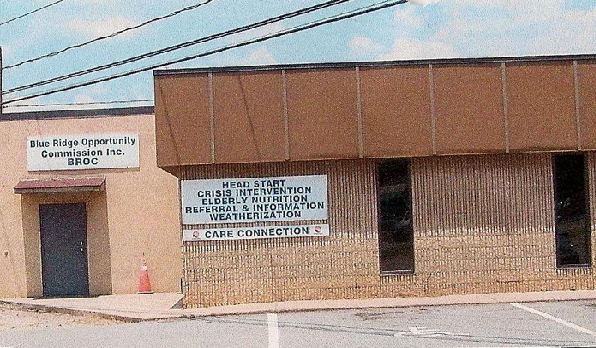 Blue Ridge Opportunity
Commission Inc.
BROC
HEAD START
CRISIS INTERVENTION
ELDERLY NUTRITION
REFERRAL & INFORMATION
WEATHERIZATION
CARE CONNECTION